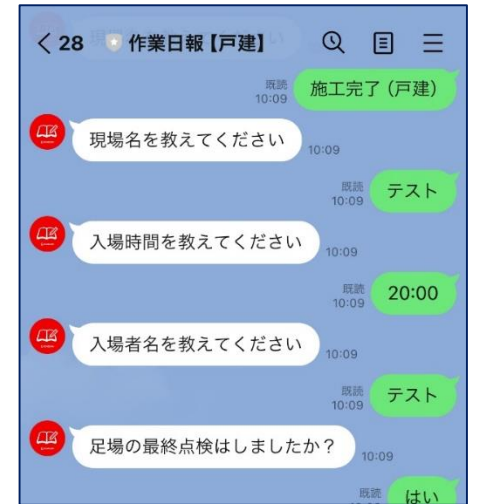 28 作業日報【戸建】
既読
10:09
施工完了（戸建）
現場名を教えてください
10:09
既読
10:09
テスト
入場時間を教えてください
10:09
既読
10:09
20:00
入場者名を教えてください
10:09
既読
10:09
テスト
足場の最終点検はしましたか？
10:09
既読
はい